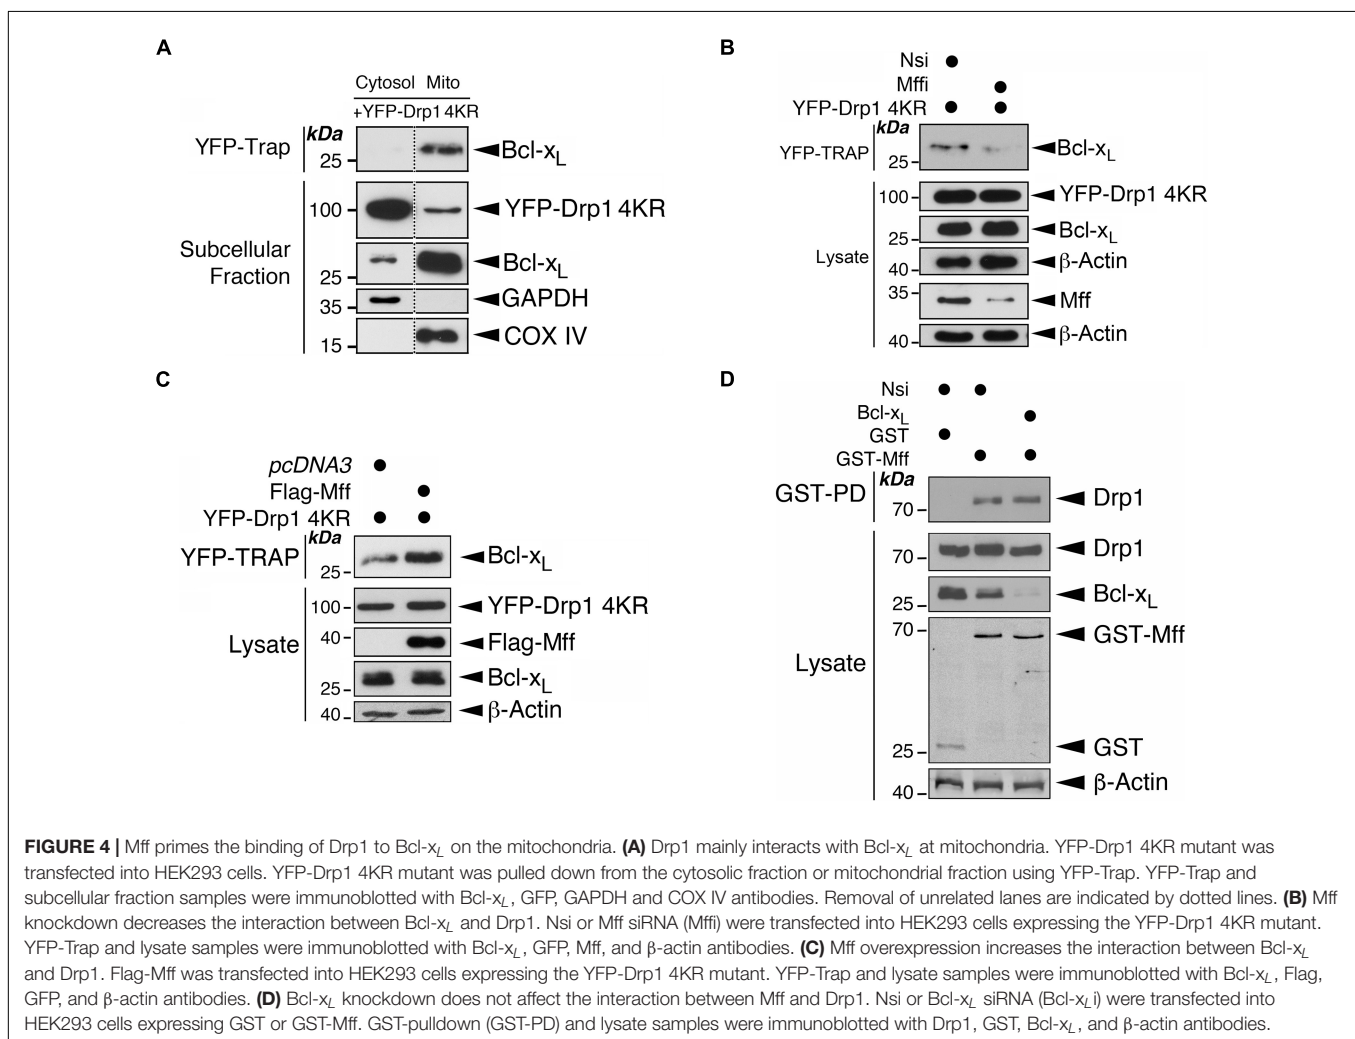 A
Cytosol Mito
+YFP-Drp1 4KR
kDa
YFP-Trap
25
Bcl-xL
Subcellular
Fraction
100
YFP-Drp1 4KR
25
Bcl-xL
35
GAPDH
15
COX IV
B
Nsi
Mffi
YFP-Drp1 4KR
kDa
YFP-TRAP
25
Bcl-xL
Lysate
100
YFP-Drp1 4KR
25
Bcl-xL
40
β-Actin
35
Mff
40
β-Actin
C
pcDNA3
Flag-Mff
YFP-Drp1 4KR
kDa
YFP-TRAP
25
Bcl-xL
Lysate
100
YFP-Drp1 4KR
40
Flag-Mff
25
Bcl-xL
40
β-Actin
D
Nsi
Bcl-xL
GST
GST-Mff
kDa
GST-PD
70
Drp1
Lysate
70
Drp1
25
Bcl-xL
70
GST-Mff
25
GST
40
β-Actin
FIGURE 4 | Mff primes the binding of Drp1 to Bcl-xL on the mitochondria. (A) Drp1 mainly interacts with Bcl-xL at mitochondria. YFP-Drp1 4KR mutant was
transfected into HEK293 cells. YFP-Drp1 4KR mutant was pulled down from the cytosolic fraction or mitochondrial fraction using YFP-Trap. YFP-Trap and
subcellular fraction samples were immunoblotted with Bcl-xL, GFP, GAPDH and COX IV antibodies. Removal of unrelated lanes are indicated by dotted lines. (B) Mff
knockdown decreases the interaction between Bcl-xL and Drp1. Nsi or Mff siRNA (Mffi) were transfected into HEK293 cells expressing the YFP-Drp1 4KR mutant.
YFP-Trap and lysate samples were immunoblotted with Bcl-xL, GFP, Mff, and β-actin antibodies. (C) Mff overexpression increases the interaction between Bcl-xL
and Drp1. Flag-Mff was transfected into HEK293 cells expressing the YFP-Drp1 4KR mutant. YFP-Trap and lysate samples were immunoblotted with Bcl-xL, Flag,
GFP, and β-actin antibodies. (D) Bcl-xL knockdown does not affect the interaction between Mff and Drp1. Nsi or Bcl-xL siRNA (Bcl-xLi) were transfected into
HEK293 cells expressing GST or GST-Mff. GST-pulldown (GST-PD) and lysate samples were immunoblotted with Drp1, GST, Bcl-xL, and β-actin antibodies.